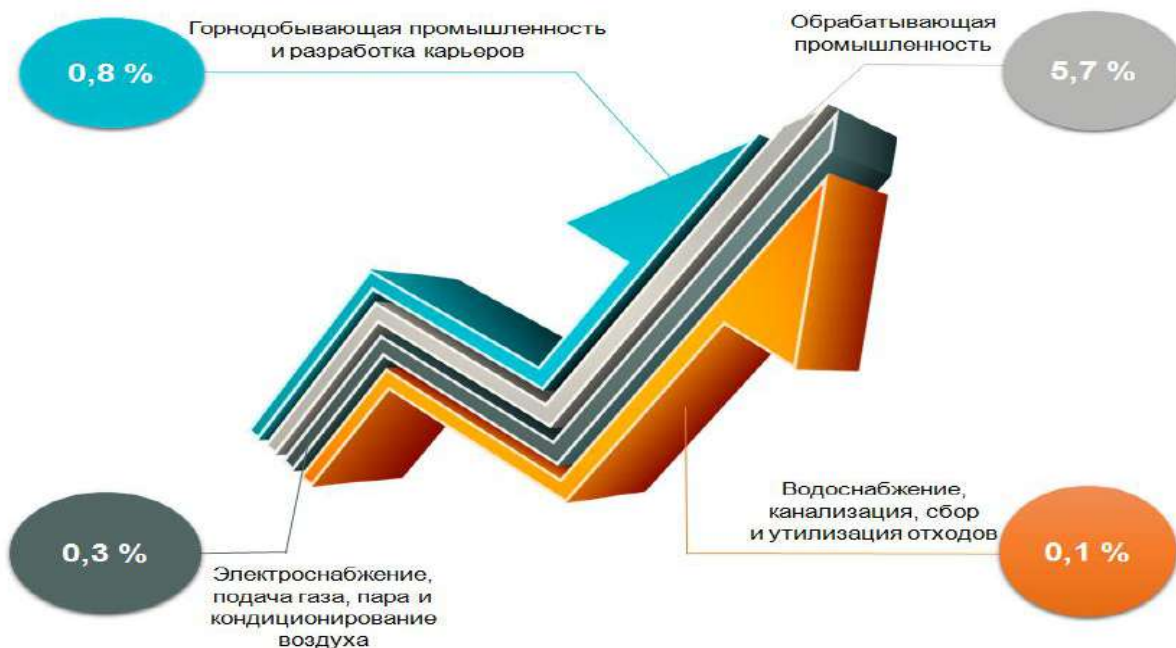 0,8 %
Горнодобывающая промышленность
и разработка карьеров
Обрабатывающая
промышленность
5,7 %
0,3 %
Электроснабжение,
подача газа, пара и
кондиционирование
воздуха
Водоснабжение,
канализация, сбор
и утилизация отходов
0,1 %